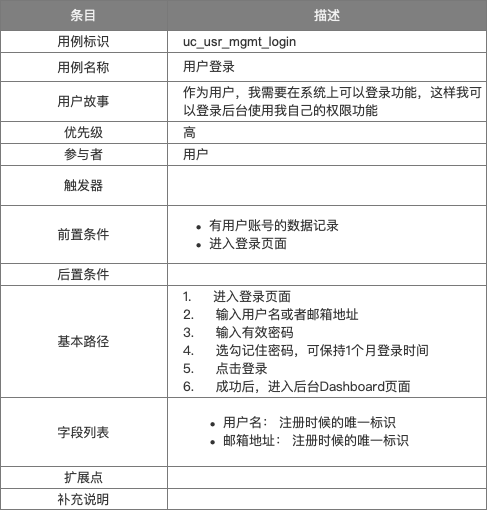 条目 描述
用例标识 uc_usr_mgmt_login
用例名称 用户登录
用户故事 作为用户，我需要在系统上可以登录功能，这样我可
以登录后台使用我自己的权限功能
优先级 高
参与者 用户
触发器
前置条件
• 有用户账号的数据记录
• 进入登录页面
后置条件
基本路径
1. 进入登录页面
2. 输入用户名或者邮箱地址
3. 输入有效密码
4. 选勾记住密码，可保持1个月登录时间
5. 点击登录
6. 成功后，进入后台Dashboard页面
字段列表
• 用户名： 注册时候的唯一标识
• 邮箱地址： 注册时候的唯一标识
扩展点
补充说明